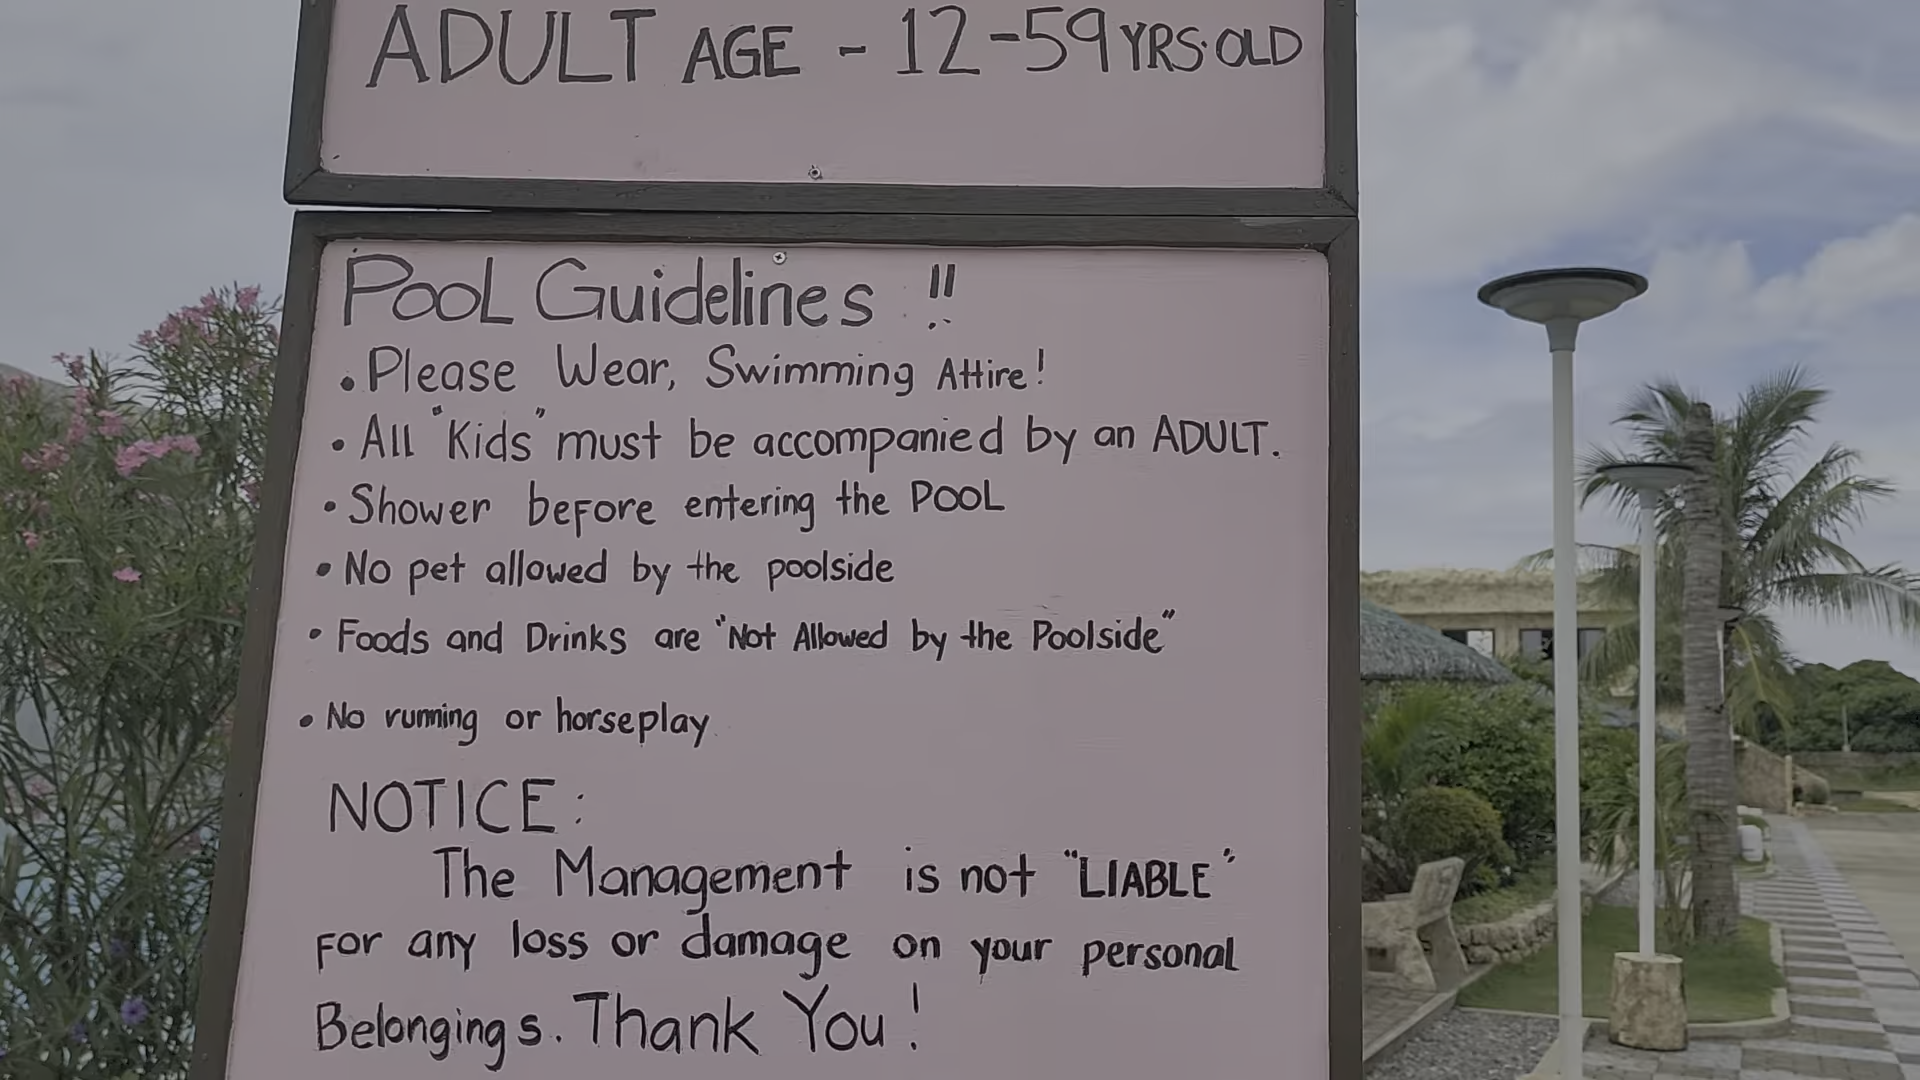 ADULT AGE - 12-59 YRS. OLD
POOL Guidelines !!
• Please Wear, Swimming Attire!
• All "Kids" must be accompanied by an ADULT.
• Shower before entering the POOL
• No pet allowed by the poolside
• Foods and Drinks are "Not Allowed by the Poolside"
• No running or horseplay
NOTICE:
The Management is not "LIABLE"
For any loss or damage on your personal
Belongings. Thank You!